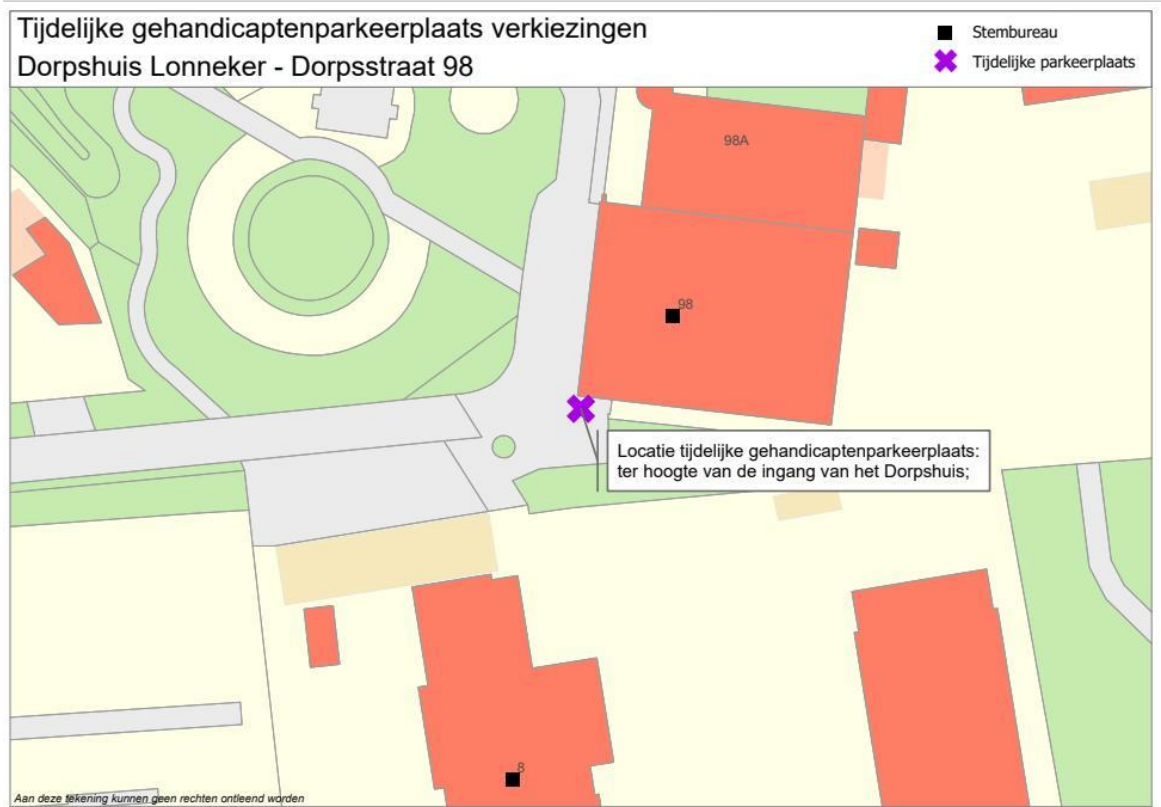 Tijdelijke gehandicaptenparkeerplaats verkiezingen
Dorpshuis Lonneker - Dorpsstraat 98
Stembureau
Tijdelijke parkeerplaats
98A
98
Locatie tijdelijke gehandicaptenparkeerplaats:
ter hoogte van de ingang van het Dorpshuis;
8
Aan deze tekening kunnen geen rechten ontleend worden